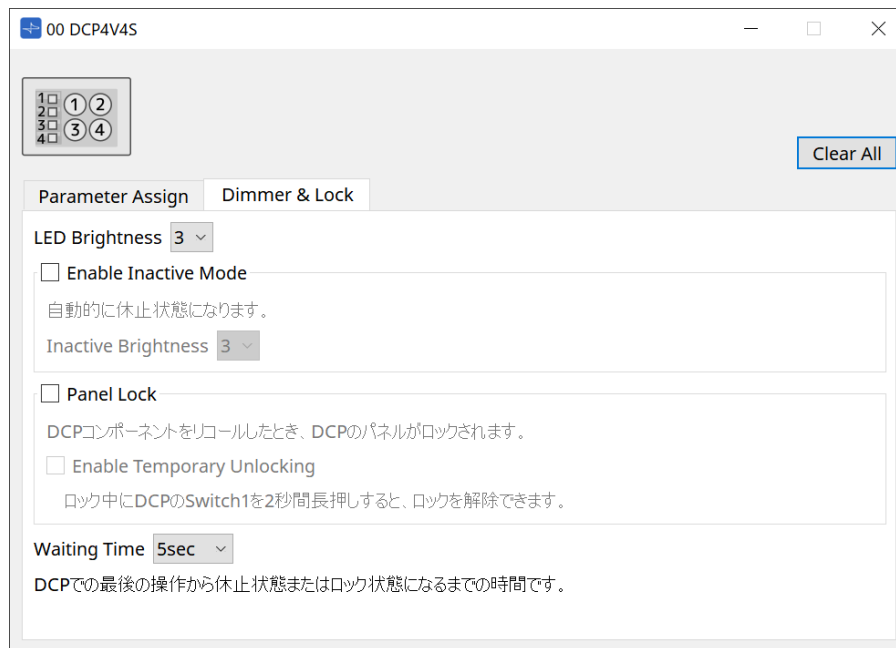 00 DCP4V4S
1 1 2
2
3 3 4
4
Clear All
Parameter Assign Dimmer & Lock
LED Brightness 3
Enable Inactive Mode
自動的に休止状態になります。
Inactive Brightness 3
Panel Lock
DCPコンポーネントをリコールしたとき、DCPのパネルがロックされます。
Enable Temporary Unlocking
ロック中にDCPのSwitch1を2秒間長押しすると、ロックを解除できます。
Waiting Time 5sec
DCPでの最後の操作から休止状態またはロック状態になるまでの時間です。